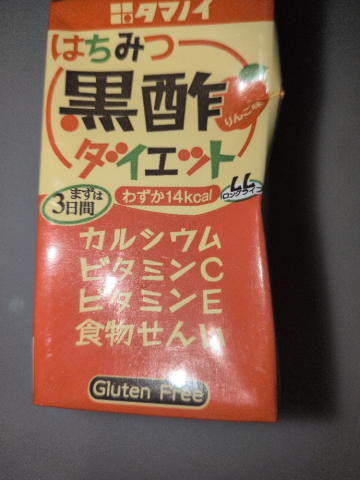 タマノイ
はちみつ
黒酢
りんご味
ダイエット
まずは
3日間
わずか14kcal
LL
ロングライフ
カルシウム
ビタミンC
ビタミンE
食物せんい
Gluten Free